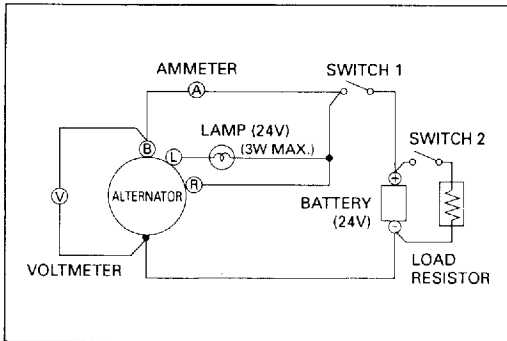 AMMETER
SWITCH 1
A
LAMP (24V)
(3W MAX.)
SWITCH 2
B
L
R
V
ALTERNATOR
+
BATTERY
(24V)
-
VOLTMETER
LOAD
RESISTOR